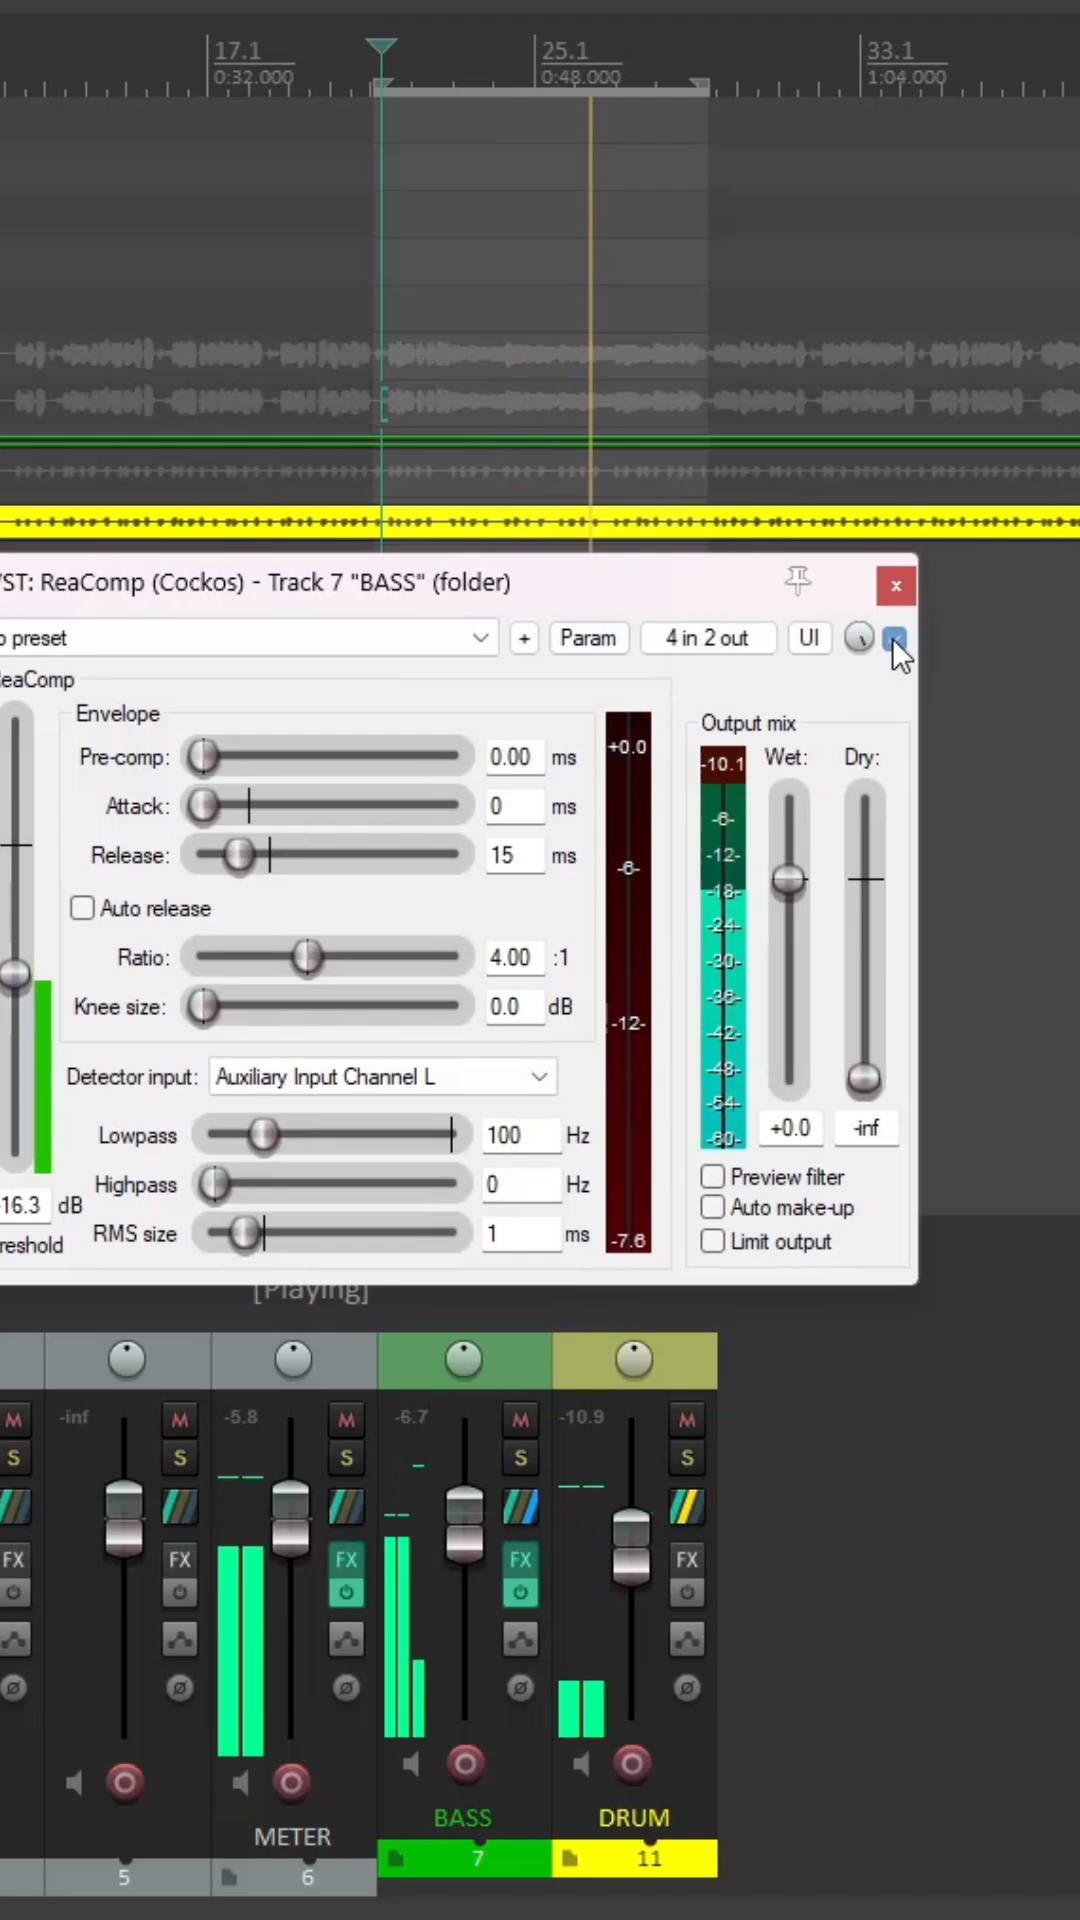 17.1
0:32.000
25.1
0:48.000
33.1
1:04.000
VST: ReaComp (Cockos) - Track 7 "BASS" (folder)
x
o preset
+
Param
4 in 2 out
UI
ReaComp
Envelope
Pre-comp:
0.00
ms
Attack:
0
ms
Release:
15
ms
Auto release
Ratio:
4.00
:1
Knee size:
0.0
dB
Detector input:
Auxiliary Input Channel L
Lowpass
100
Hz
Highpass
0
Hz
RMS size
1
ms
-16.3
dB
reshold
+0.0
-6-
-12-
-7.6
Output mix
Wet:
Dry:
-10.1
-6-
-12-
-18-
-24-
-30-
-36-
-42-
-48-
-54-
-60-
+0.0
-inf
Preview filter
Auto make-up
Limit output
[Playing]
M
S
FX
-inf
M
S
FX
5
-5.8
M
S
FX
METER
6
-6.7
M
S
FX
BASS
7
-10.9
M
S
FX
DRUM
11